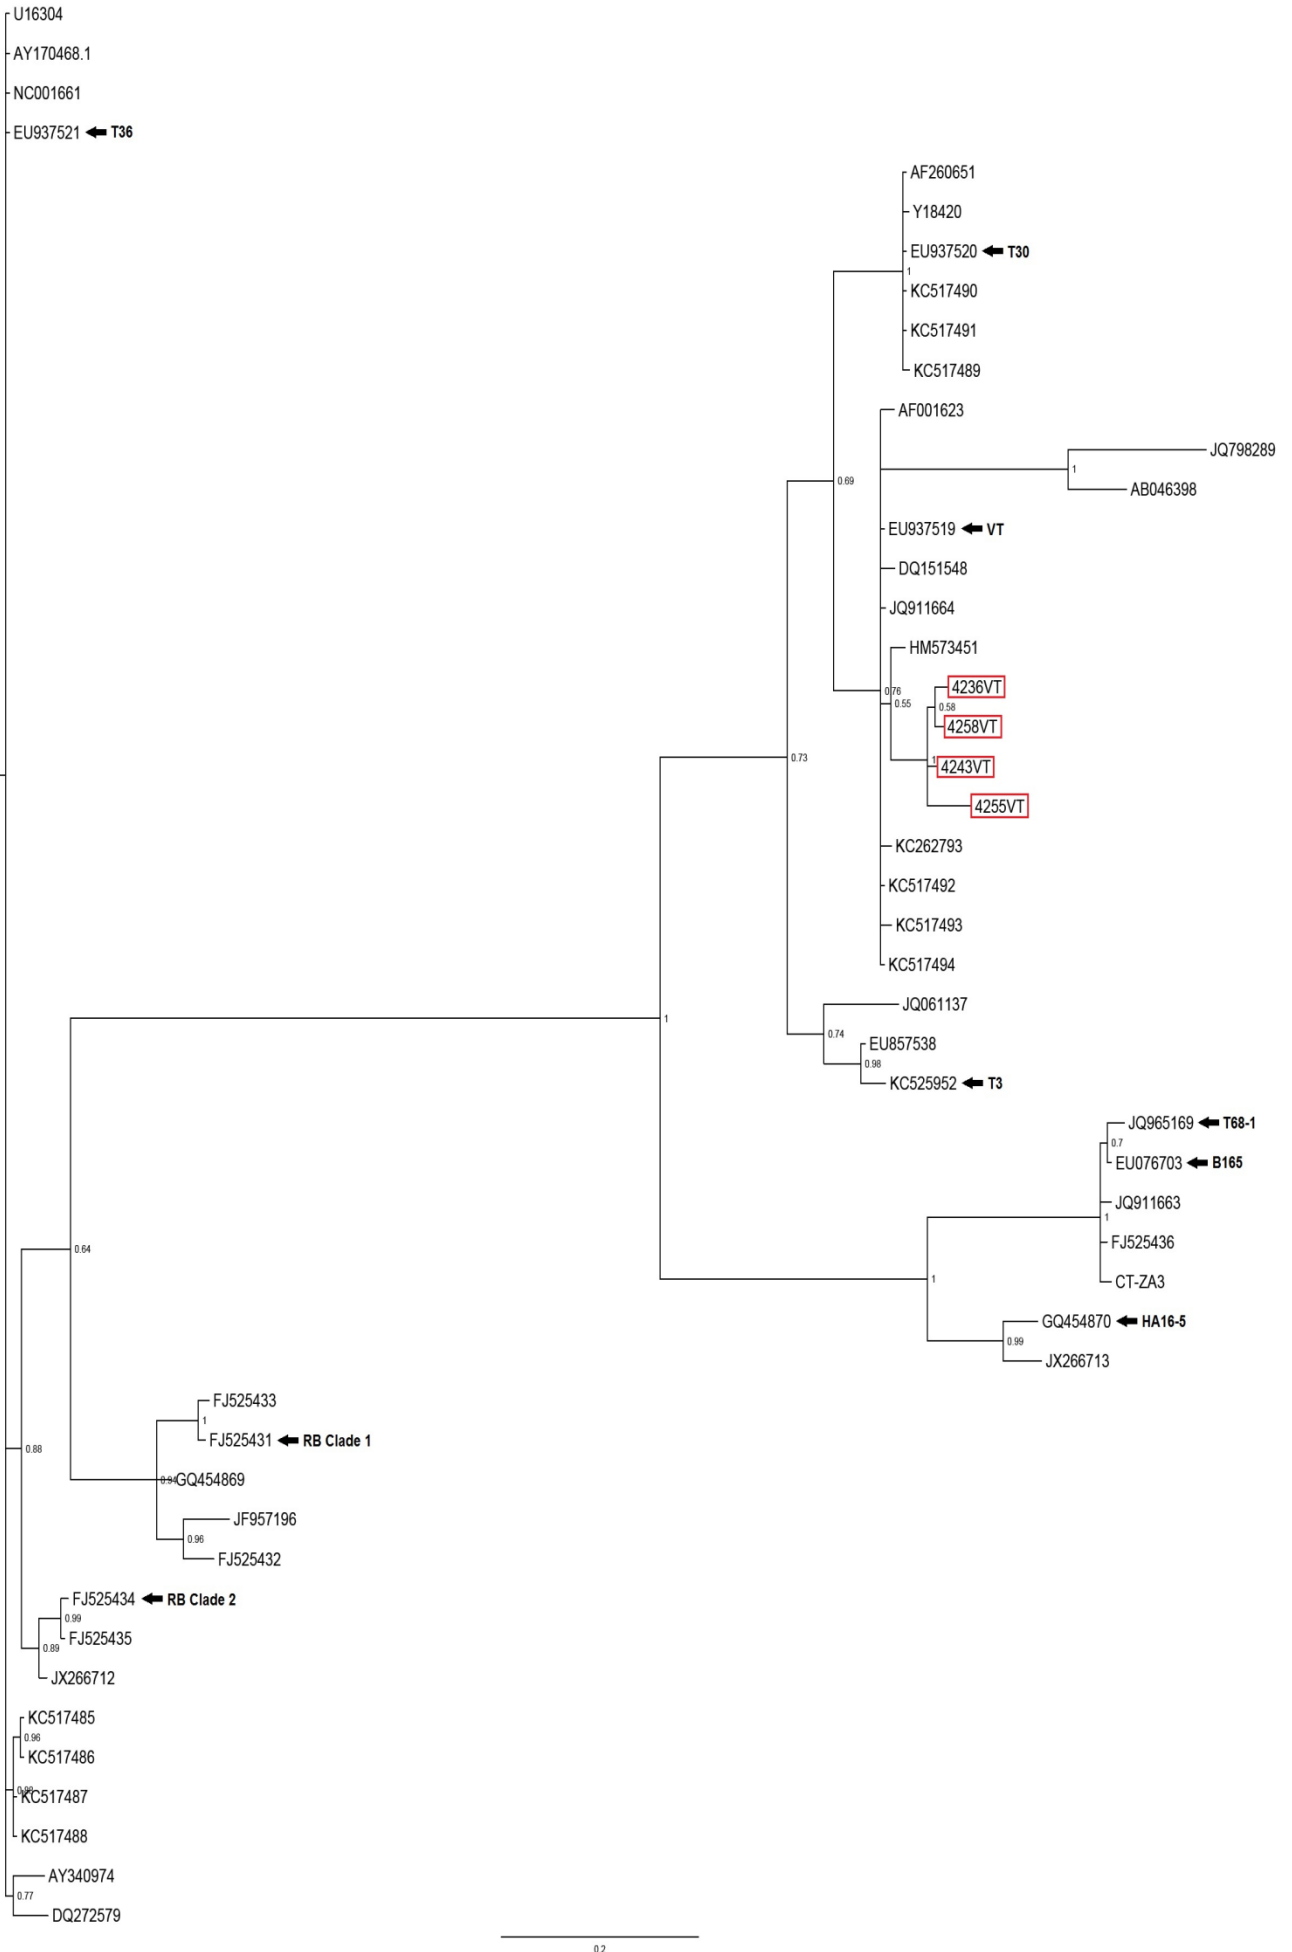 U16304
AY170468.1
NC001661
EU937521 T36
AF260651
Y18420
EU937520 T30
1
KC517490
KC517491
KC517489
AF001623
JQ798289
1
AB046398
0.69
EU937519 VT
DQ151548
JQ911664
HM573451
4236VT
0.76
0.55
0.58
4258VT
0.73
1
4243VT
4255VT
KC262793
KC517492
KC517493
KC517494
JQ061137
1
0.74
EU857538
0.98
KC525952 T3
JQ965169 T68-1
0.7
EU076703 B165
JQ911663
1
FJ525436
0.64
1
CT-ZA3
GQ454870 HA16-5
0.99
JX266713
FJ525433
1
FJ525431 RB Clade 1
0.88
0.94
GQ454869
JF957196
0.96
FJ525432
FJ525434 RB Clade 2
0.99
FJ525435
0.89
JX266712
KC517485
0.96
KC517486
KC517487
KC517488
AY340974
0.77
DQ272579
0.2